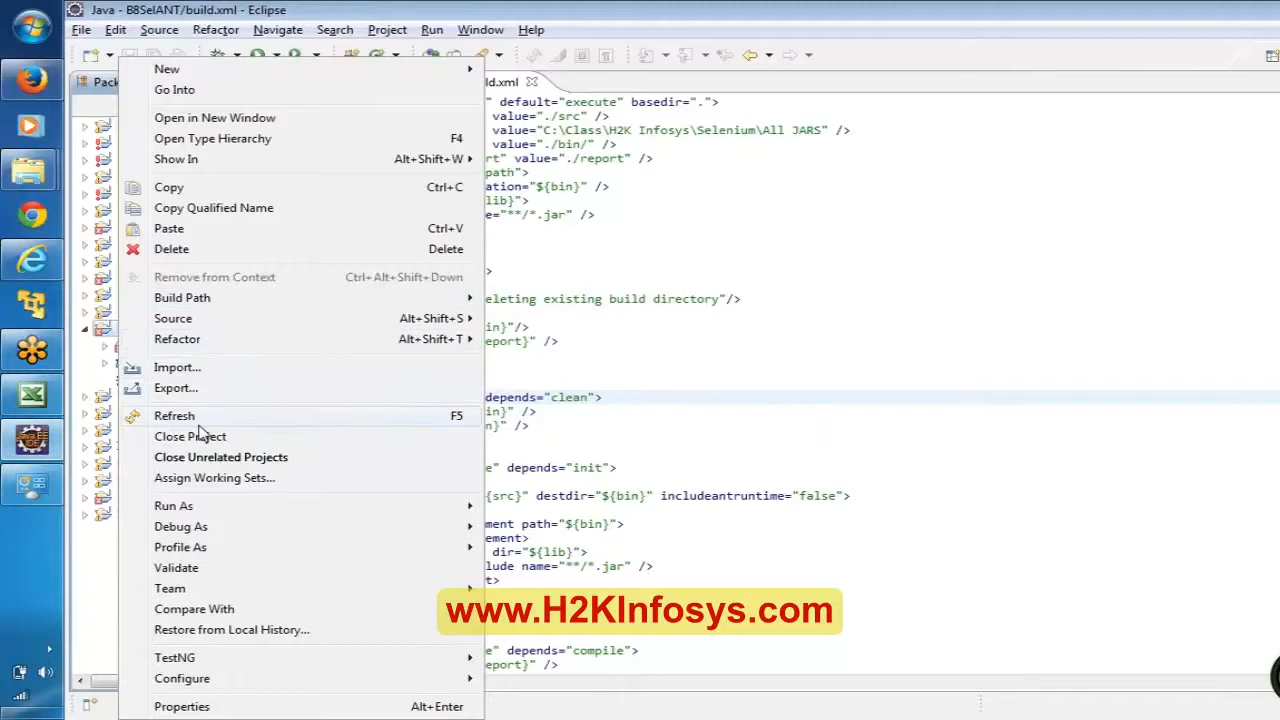 Java - B8SelANT/build.xml - Eclipse
File Edit Source Refactor Navigate Search Project Run Window Help
Pack
ld.xml
New
Go Into
Open in New Window
Open Type Hierarchy F4
Show In Alt+Shift+W
Copy Ctrl+C
Copy Qualified Name
Paste Ctrl+V
Delete Delete
Remove from Context Ctrl+Alt+Shift+Down
Build Path
Source Alt+Shift+S
Refactor Alt+Shift+T
Import...
Export...
Refresh F5
Close Project
Close Unrelated Projects
Assign Working Sets...
Run As
Debug As
Profile As
Validate
Team
Compare With
Restore from Local History...
TestNG
Configure
Properties Alt+Enter
" default="execute" basedir=".">
value="./src" />
value="C:\Class\H2K Infosys\Selenium\All JARS" />
value="./bin/" />
rt" value="./report" />
path">
ation="${bin}" />
lib}">
e="**/*.jar" />
>
eleting existing build directory"/>
in}"/>
eport}" />
depends="clean">
n}" />
n}" />
e" depends="init">
${src}" destdir="${bin}" includeantruntime="false">
ment path="${bin}">
ement>
dir="${lib}">
lude name="**/*.jar" />
t>
e" depends="compile">
eport}" />
www.H2KInfosys.com
JavaEE
IDE